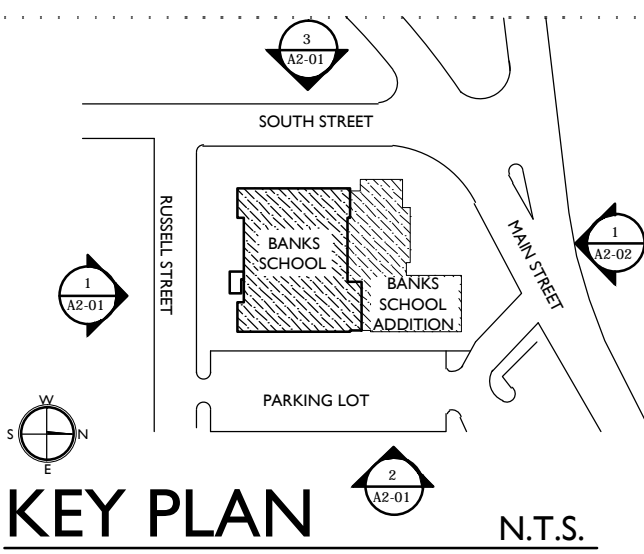 3
A2-01
SOUTH STREET
RUSSELL STREET
BANKS
SCHOOL
MAIN STREET
1
A2-02
1
A2-01
BANKS
SCHOOL
ADDITION
PARKING LOT
W
S
N
E
2
A2-01
KEY PLAN
N.T.S.